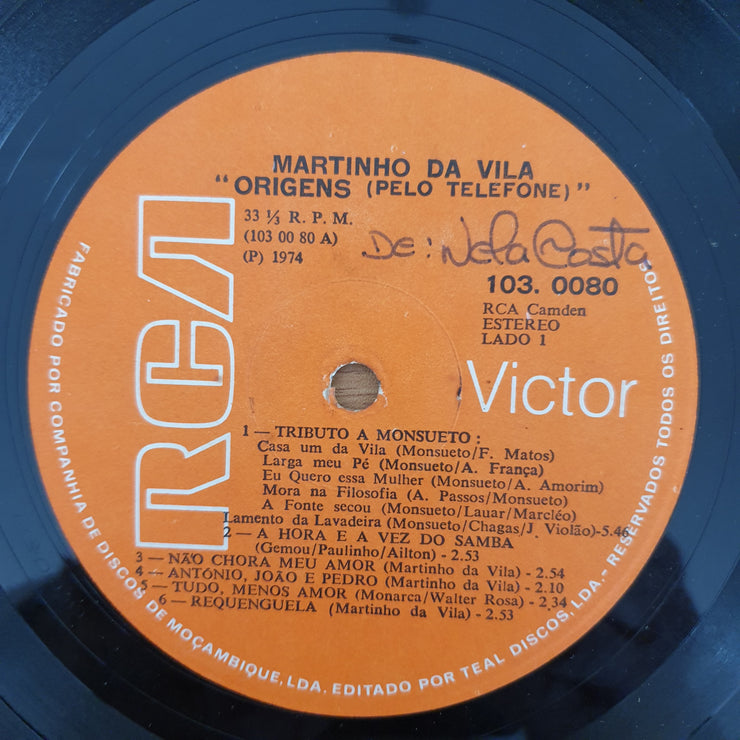 MARTINHO DA VILA
"ORIGENS (PELO TELEFONE)"
33 ⅓ R. P. M.
(103 00 80 A)
(P) 1974
DE: Nela Costa
103. 0080
RCA Camden
ESTEREO
LADO 1
RCA
Victor
1 — TRIBUTO A MONSUETO :
Casa um da Vila (Monsueto/F. Matos)
Larga meu Pé (Monsueto/A. França)
Eu Quero essa Mulher (Monsueto/A. Amorim)
Mora na Filosofia (A. Passos/Monsueto)
A Fonte secou (Monsueto/Lauar/Marcléo)
Lamento da Lavadeira (Monsueto/Chagas/J. Violão)-5.46
2 — A HORA E A VEZ DO SAMBA
(Gemou/Paulinho/Ailton) - 2.53
3 — NÃO CHORA MEU AMOR (Martinho da Vila) - 2.54
4 — ANTÓNIO, JOÃO E PEDRO (Martinho da Vila) - 2.10
5 — TUDO, MENOS AMOR (Monarca/Walter Rosa) - 2.34
6 — REQUENGUELA (Martinho da Vila) - 2.53
FABRICADO POR COMPANHIA DE DISCOS DE MOÇAMBIQUE, LDA. EDITADO POR TEAL DISCOS, LDA. - RESERVADOS TODOS OS DIREITOS